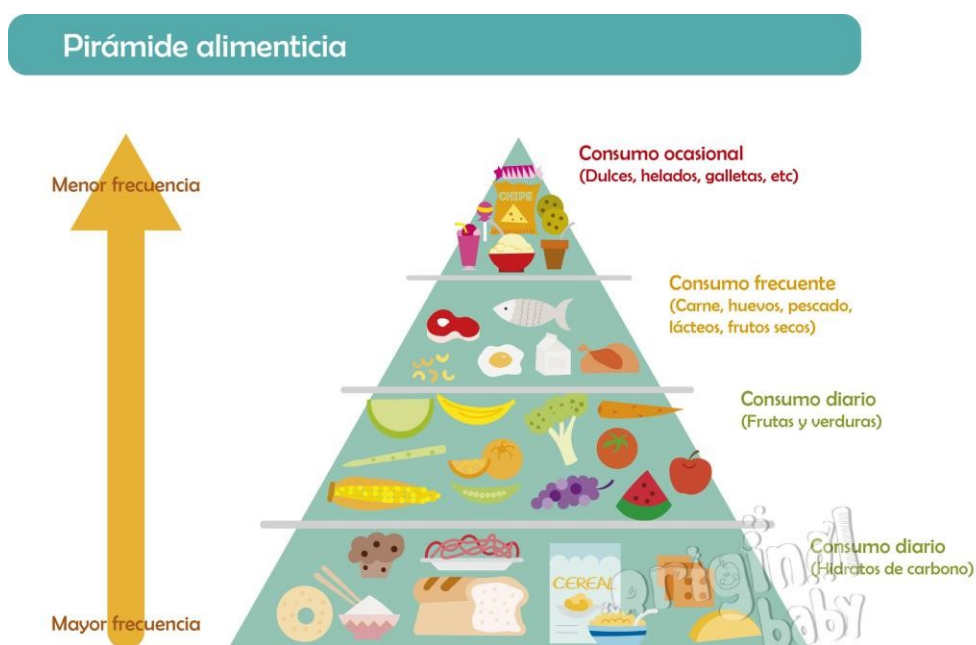 Pirámide alimenticia
Menor frecuencia
Consumo ocasional
(Dulces, helados, galletas, etc)
CHIPS
Consumo frecuente
(Carne, huevos, pescado,
lácteos, frutos secos)
Consumo diario
(Frutas y verduras)
Consumo diario
(Hidratos de carbono)
CEREAL
original
baby
Mayor frecuencia